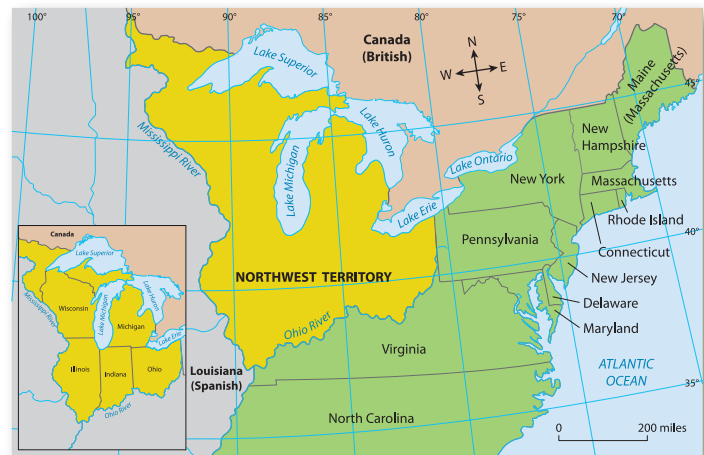 100°
95°
90°
85°
80°
75°
70°
Canada
(British)
N
W
E
S
Maine
(Massachusetts)
45°
Lake Superior
Mississippi River
Lake Michigan
Lake Huron
Lake Ontario
Lake Erie
New
Hampshire
New York
Massachusetts
Rhode Island
Connecticut
40°
Pennsylvania
New Jersey
Delaware
Maryland
NORTHWEST TERRITORY
Ohio River
Virginia
Louisiana
(Spanish)
North Carolina
ATLANTIC
OCEAN
35°
0
200 miles
Canada
Lake Superior
Mississippi River
Wisconsin
Lake Michigan
Lake Huron
Michigan
Lake Erie
Illinois
Indiana
Ohio
Ohio River